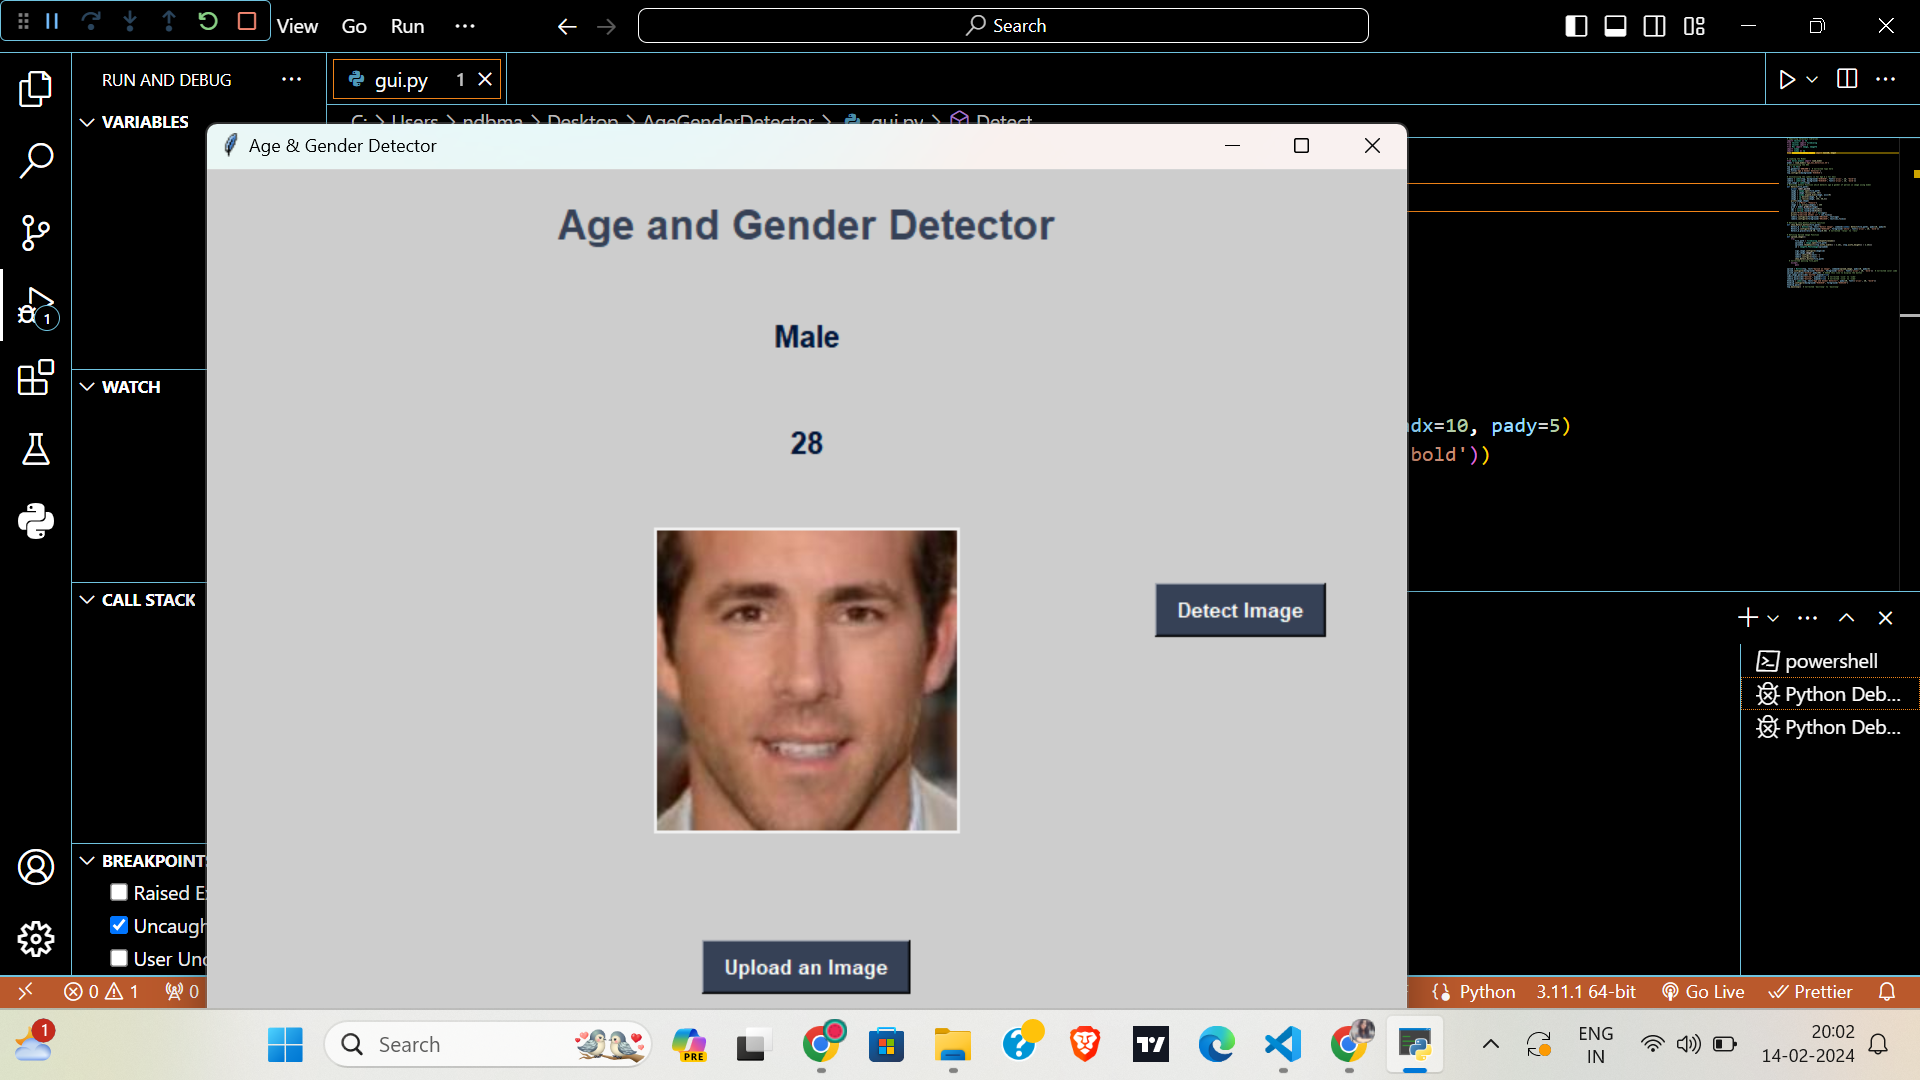 View Go Run ... Search
RUN AND DEBUG ...
gui.py 1
VARIABLES
C: > Users > ndbma > Desktop > AgeGenderDetector > gui.py > Detect
Age & Gender Detector
Age and Gender Detector
Male
28
WATCH
dx=10, pady=5)
bold'))
CALL STACK
Detect Image
powershell
Python Deb...
Python Deb...
BREAKPOINT
Raised E
Uncaugh
User Unc
Upload an Image
0 1 0
Python 3.11.1 64-bit Go Live Prettier
1
1
Search
PRE
ENG
IN
20:02
14-02-2024